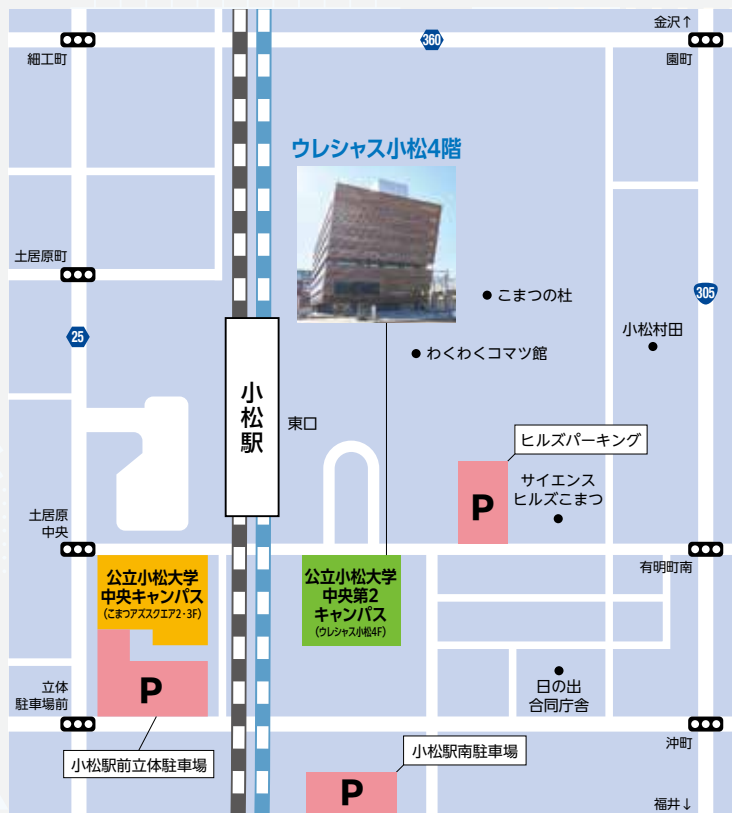 金沢↑
細工町
360
園町
ウレシャス小松4階
土居原町
こまつの杜
305
25
小松村田
わくわくコマツ館
小松駅
東口
ヒルズパーキング
サイエンス
ヒルズこまつ
P
土居原
中央
有明町南
公立小松大学
中央キャンパス
(こまつアズスクエア2・3F)
公立小松大学
中央第2
キャンパス
(ウレシャス小松4F)
P
立体
駐車場前
日の出
合同庁舎
沖町
小松駅前立体駐車場
小松駅南駐車場
P
福井↓